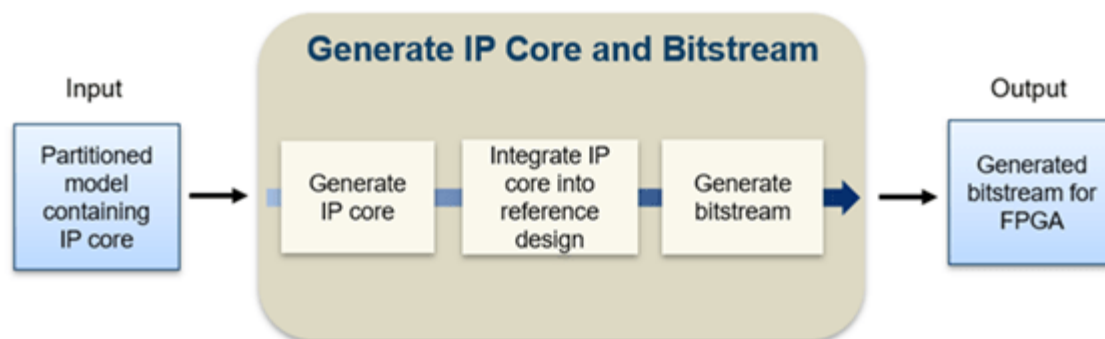 Generate IP Core and Bitstream
Input
Partitioned
model
containing
IP core
Generate
IP core
Integrate IP
core into
reference
design
Generate
bitstream
Output
Generated
bitstream for
FPGA